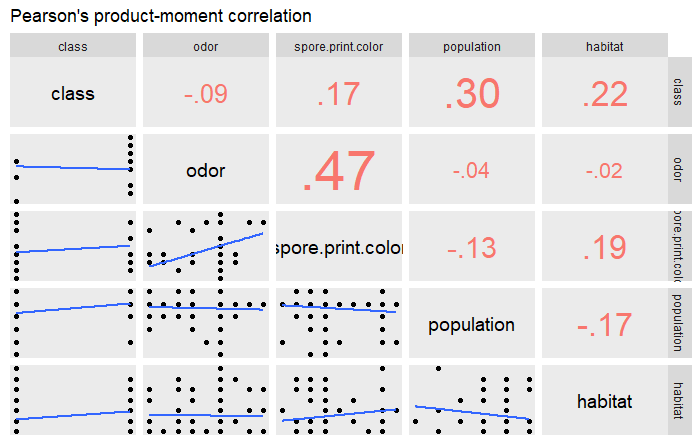 Pearson's product-moment correlation
class odor spore.print.color population habitat
class -.09 .17 .30 .22 class
odor .47 -.04 -.02 odor
spore.print.color -.13 .19 spore.print.colo
population -.17 population
habitat habitat